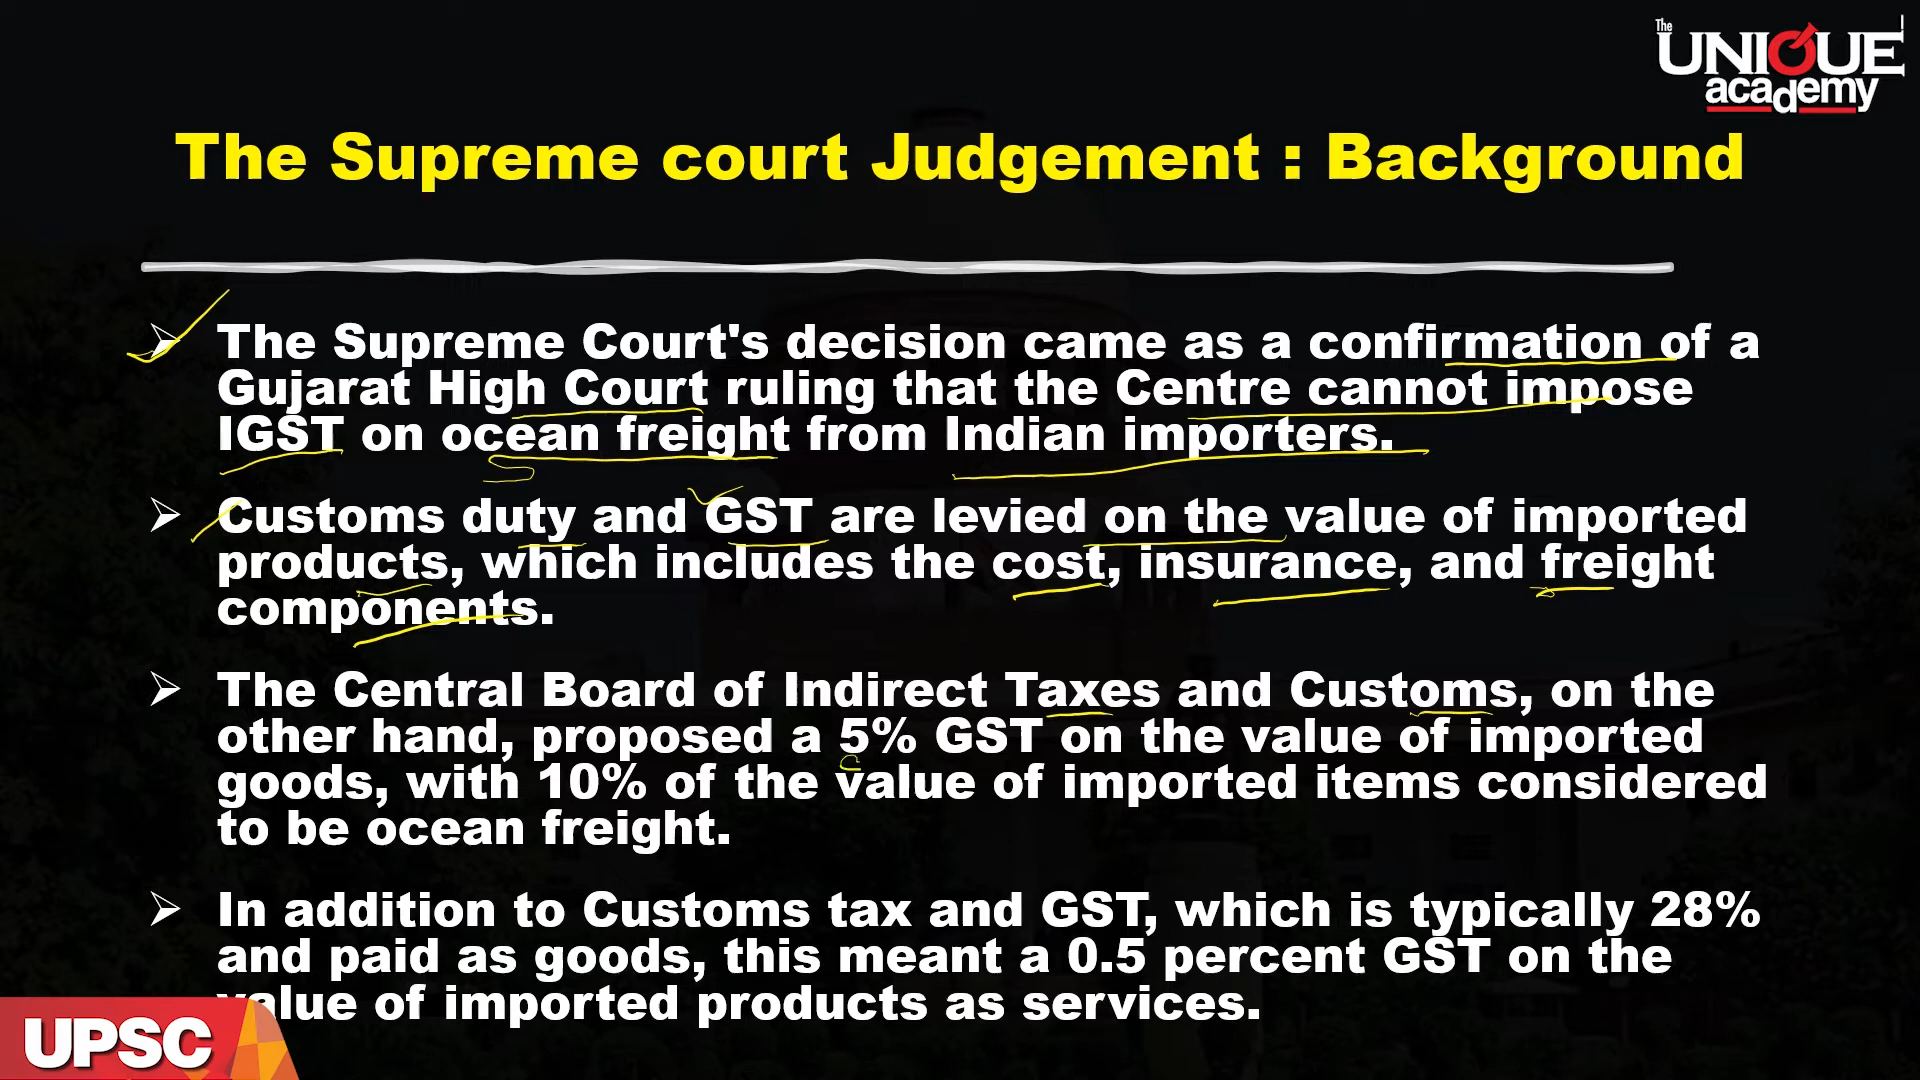 The
UNIQUE
academy
The Supreme court Judgement : Background
The Supreme Court's decision came as a confirmation of a
Gujarat High Court ruling that the Centre cannot impose
IGST on ocean freight from Indian importers.
Customs duty and GST are levied on the value of imported
products, which includes the cost, insurance, and freight
components.
The Central Board of Indirect Taxes and Customs, on the
other hand, proposed a 5% GST on the value of imported
goods, with 10% of the value of imported items considered
to be ocean freight.
In addition to Customs tax and GST, which is typically 28%
and paid as goods, this meant a 0.5 percent GST on the
value of imported products as services.
UPSC